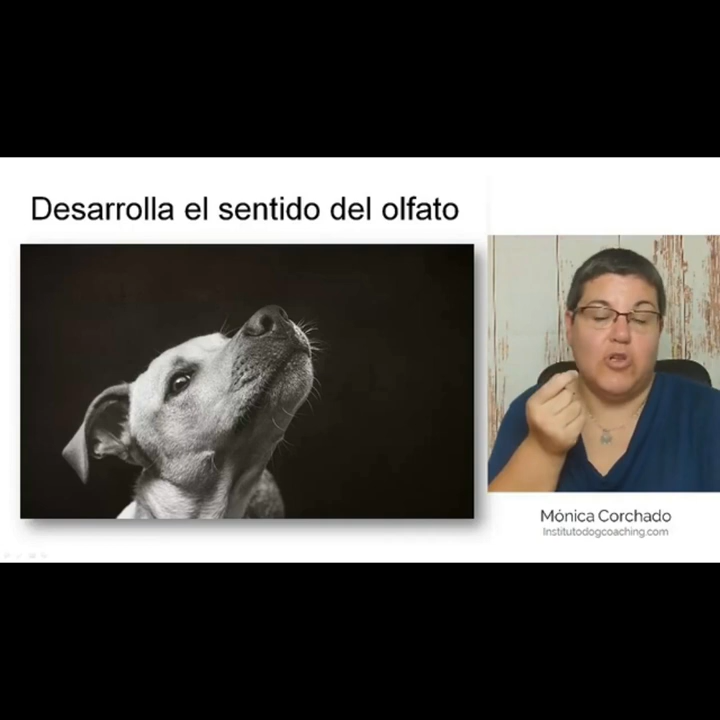 Desarrolla el sentido del olfato
Mónica Corchado
Institutodogcoaching.com